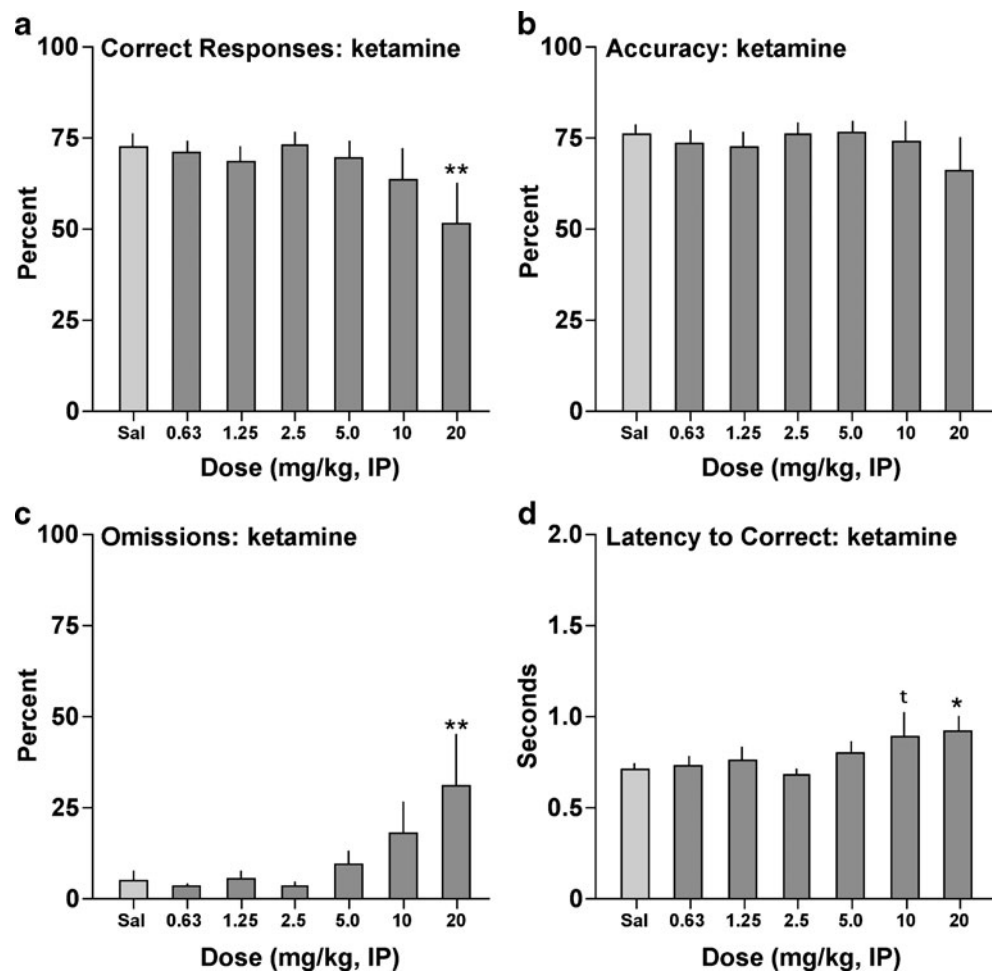 a
Correct Responses: ketamine
100
75
50
25
0
Percent
**
Sal 0.63 1.25 2.5 5.0 10 20
Dose (mg/kg, IP)
b
Accuracy: ketamine
100
75
50
25
0
Percent
Sal 0.63 1.25 2.5 5.0 10 20
Dose (mg/kg, IP)
c
Omissions: ketamine
100
75
50
25
0
Percent
**
Sal 0.63 1.25 2.5 5.0 10 20
Dose (mg/kg, IP)
d
Latency to Correct: ketamine
2.0
1.5
1.0
0.5
0
Seconds
t *
Sal 0.63 1.25 2.5 5.0 10 20
Dose (mg/kg, IP)